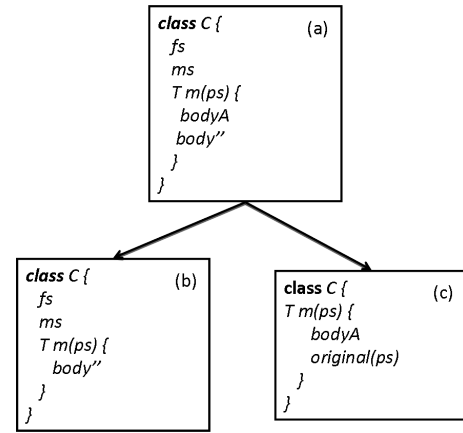 class C { (a)
fs
ms
T m(ps) {
bodyA
body’’
}
}
class C { (b)
fs
ms
T m(ps) {
body’’
}
}
class C { (c)
T m(ps) {
bodyA
original(ps)
}
}